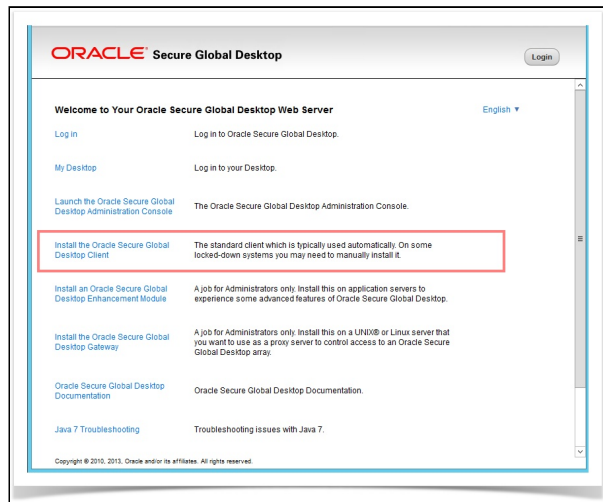 ORACLE® Secure Global Desktop
Login
Welcome to Your Oracle Secure Global Desktop Web Server
English ▼
Log in
Log in to Oracle Secure Global Desktop.
My Desktop
Log in to your Desktop.
Launch the Oracle Secure Global
Desktop Administration Console
The Oracle Secure Global Desktop Administration Console.
Install the Oracle Secure Global
Desktop Client
The standard client which is typically used automatically. On some
locked-down systems you may need to manually install it.
Install an Oracle Secure Global
Desktop Enhancement Module
A job for Administrators only. Install this on application servers to
experience some advanced features of Oracle Secure Global Desktop.
Install the Oracle Secure Global
Desktop Gateway
A job for Administrators only. Install this on a UNIX® or Linux server that
you want to use as a proxy server to control access to an Oracle Secure
Global Desktop array.
Oracle Secure Global Desktop
Documentation
Oracle Secure Global Desktop Documentation.
Java 7 Troubleshooting
Troubleshooting issues with Java 7.
Copyright © 2010, 2013, Oracle and/or its affiliates. All rights reserved.